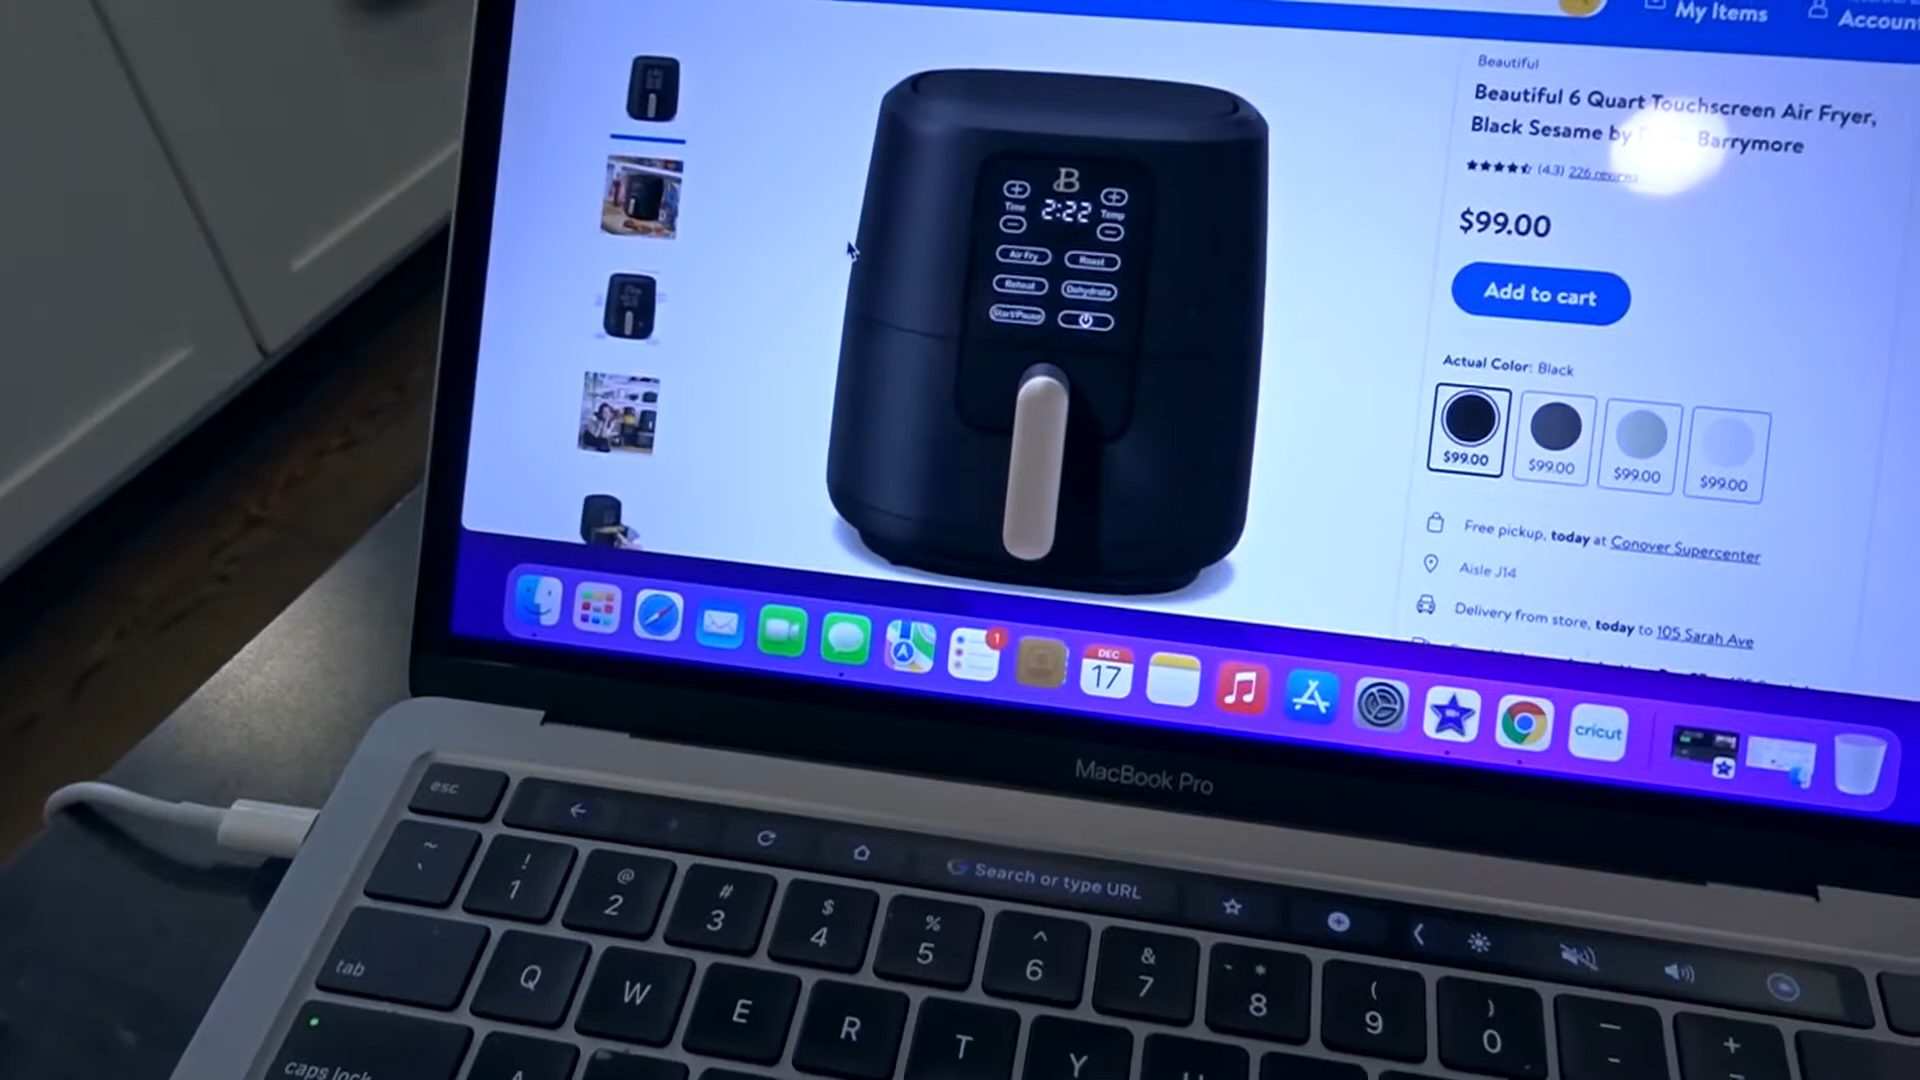 My Items
Account
Beautiful
Beautiful 6 Quart Touchscreen Air Fryer,
Black Sesame by Barrymore
(4.3) 226 reviews
$99.00
Add to cart
Actual Color: Black
$99.00 $99.00 $99.00 $99.00
Free pickup, today at Conover Supercenter
Aisle J14
Delivery from store, today to 105 Sarah Ave
B
2:22
Time Temp
Air Fry Roast
Reheat Dehydrate
Start/Pause
1
DEC
17
cricut
MacBook Pro
esc
Search or type URL
~ ! @ # $ % ^ & * ( ) — +
` 1 2 3 4 5 6 7 8 9 0 -
tab Q W E R T Y
caps lock